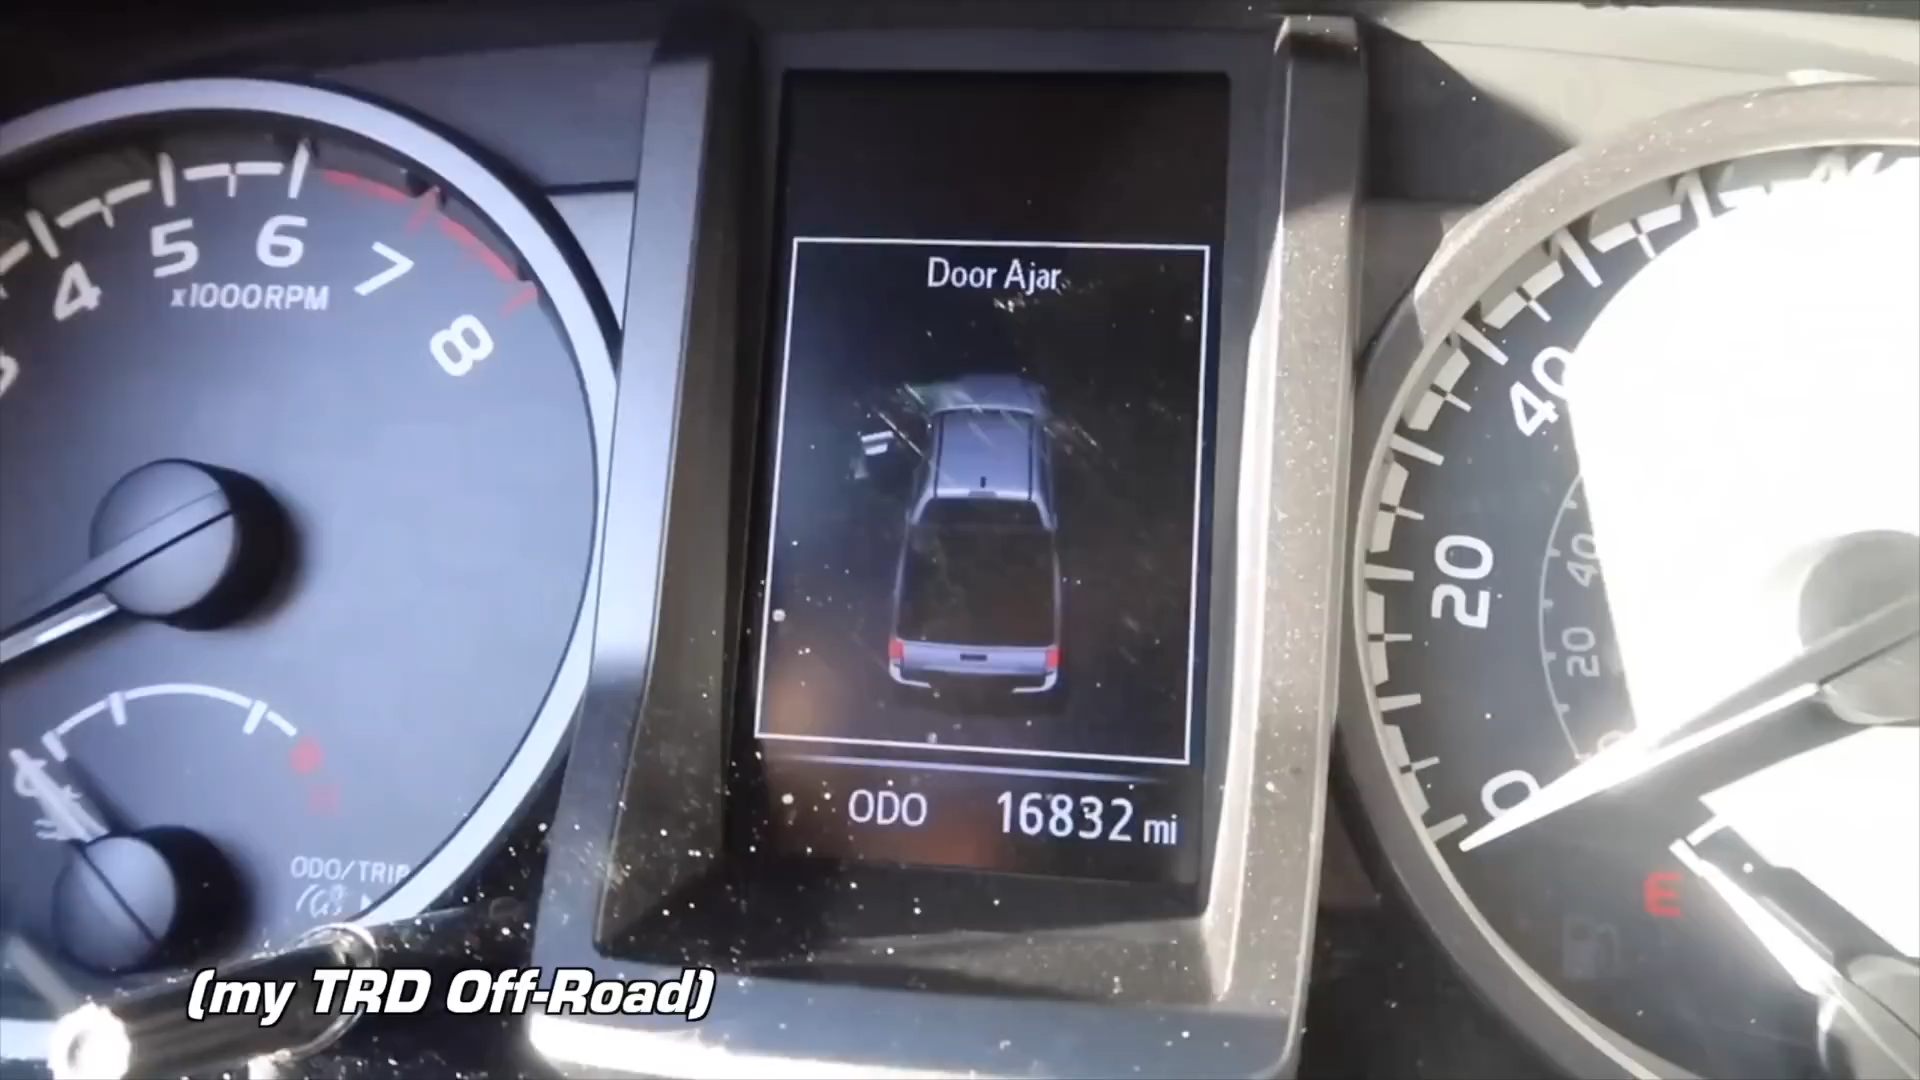 4 5 6 7 8
x1000RPM
Door Ajar
40
20
0
40
20
ODO 16832 mi
E
ODO/TRIP
(my TRD Off-Road)